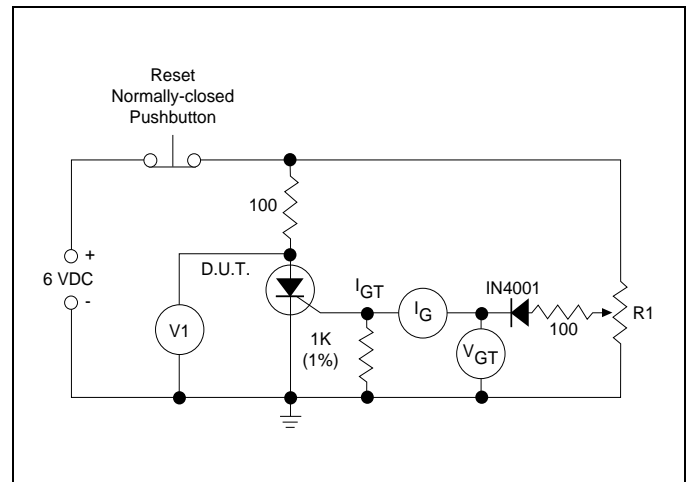 Reset
Normally-closed
Pushbutton
100
+
6 VDC
-
D.U.T.
V1
IGT
1K
(1%)
IG
IN4001
100
R1
VGT